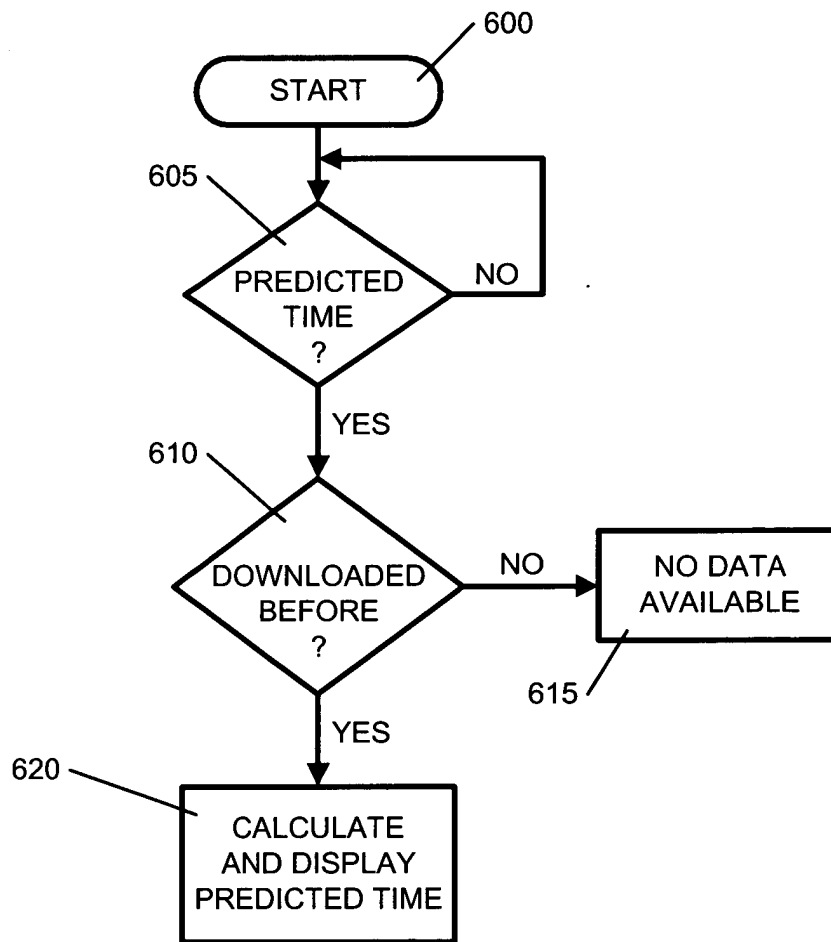 600
START
605
PREDICTED
TIME
?
NO
YES
610
DOWNLOADED
BEFORE
?
NO
NO DATA
AVAILABLE
615
YES
620
CALCULATE
AND DISPLAY
PREDICTED TIME